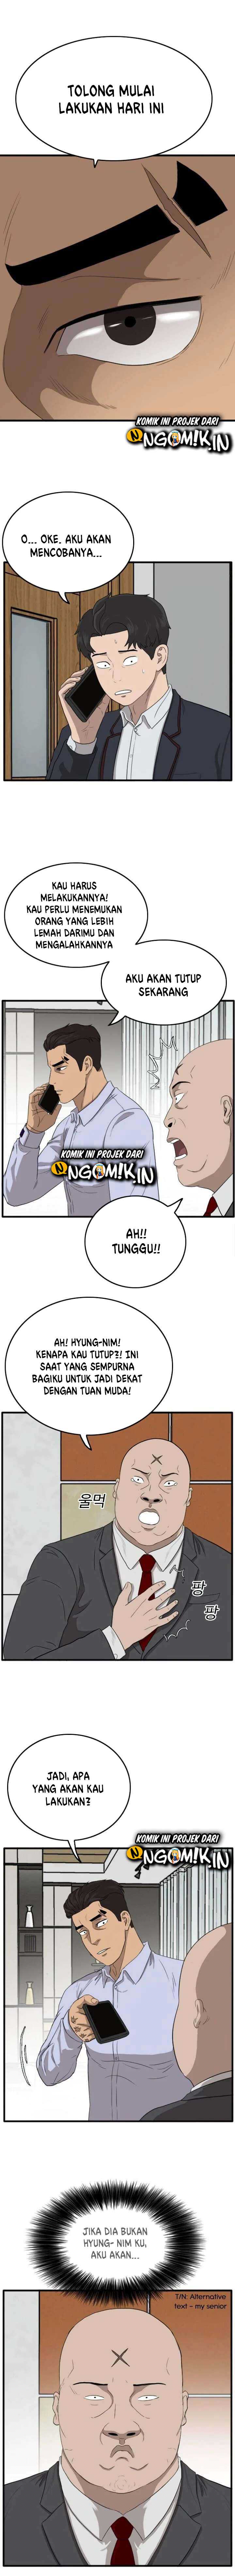 TOLONG MULAI
LAKUKAN HARI INI
KOMIK INI PROJEK DARI
NGOMIK.IN
O... OKE, AKU AKAN
MENCOBANYA...
KAU HARUS
MELAKUKANNYA!
KAU PERLU MENEMUKAN
ORANG YANG LEBIH
LEMAH DARIMU DAN
MENGALAHKANNYA
AKU AKAN TUTUP
SEKARANG
KOMIK INI PROJEK DARI
NGOMIK.IN
AH!!
TUNGGU!!
AH! HYUNG-NIM!
KENAPA KAU TUTUP?! INI
SAAT YANG SEMPURNA
BAGIKU UNTUK JADI DEKAT
DENGAN TUAN MUDA!
울먹
팡
팡
JADI, APA
YANG AKAN KAU
LAKUKAN?
KOMIK INI PROJEK DARI
NGOMIK.IN
JIKA DIA BUKAN
HYUNG- NIM KU,
AKU AKAN...
T/N: Alternative
text – my senior